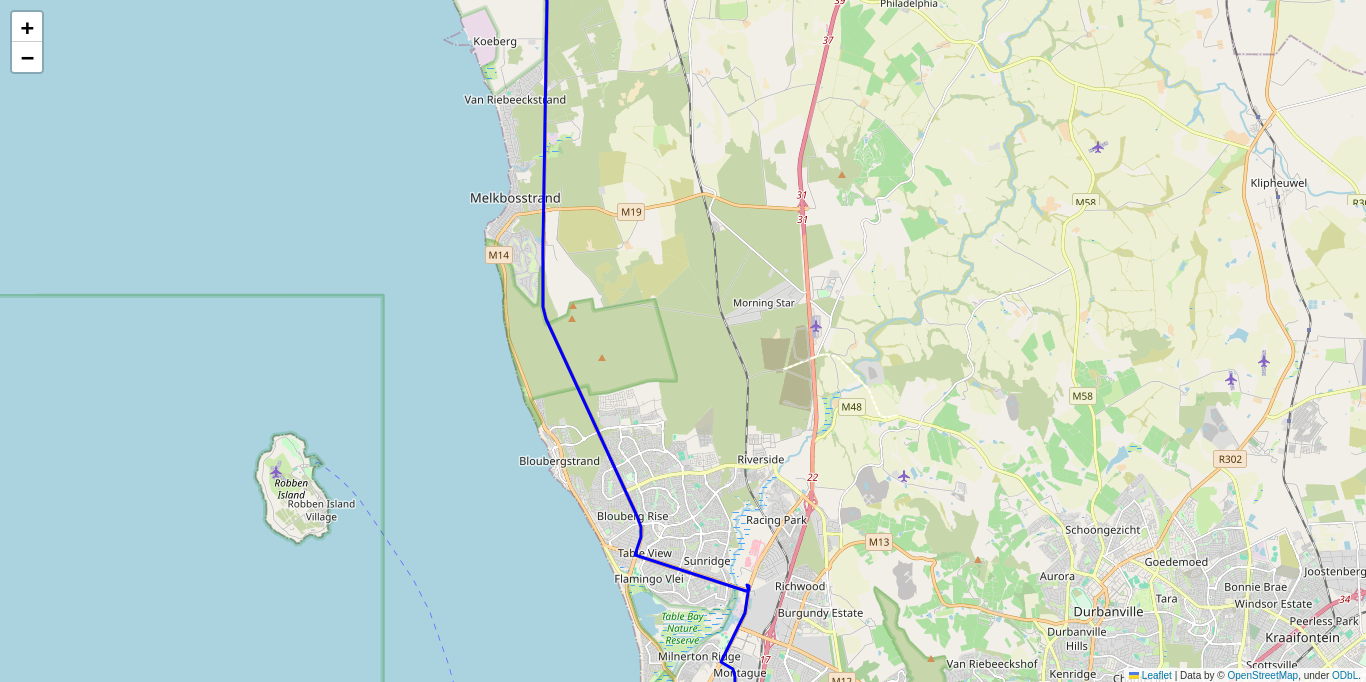 +
−
39
Philadelphia
37
Koeberg
Van Riebeeckstrand
M58
Klipheuwel
Melkbosstrand
31
M19
31
M14
Morning Star
M48
M58
Riverside
R302
Bloubergstrand
22
Robben
Island
Robben Island
Village
Blouberg Rise
Racing Park
Schoongezicht
M13
Table View
Sunridge
Goedemoed
Flamingo Vlei
Richwood
Aurora
Joostenberg
Bonnie Brae
Tara
34
Windsor Estate
Table Bay
Nature
Reserve
Burgundy Estate
Durbanville
Peerless Park
Durbanville
Hills
Kraaifontein
Milnerton Ridge
17
Van Riebeeckshof
Scottsville
Montague
Kenridge
M12
Leaflet | Data by © OpenStreetMap, under ODbL.